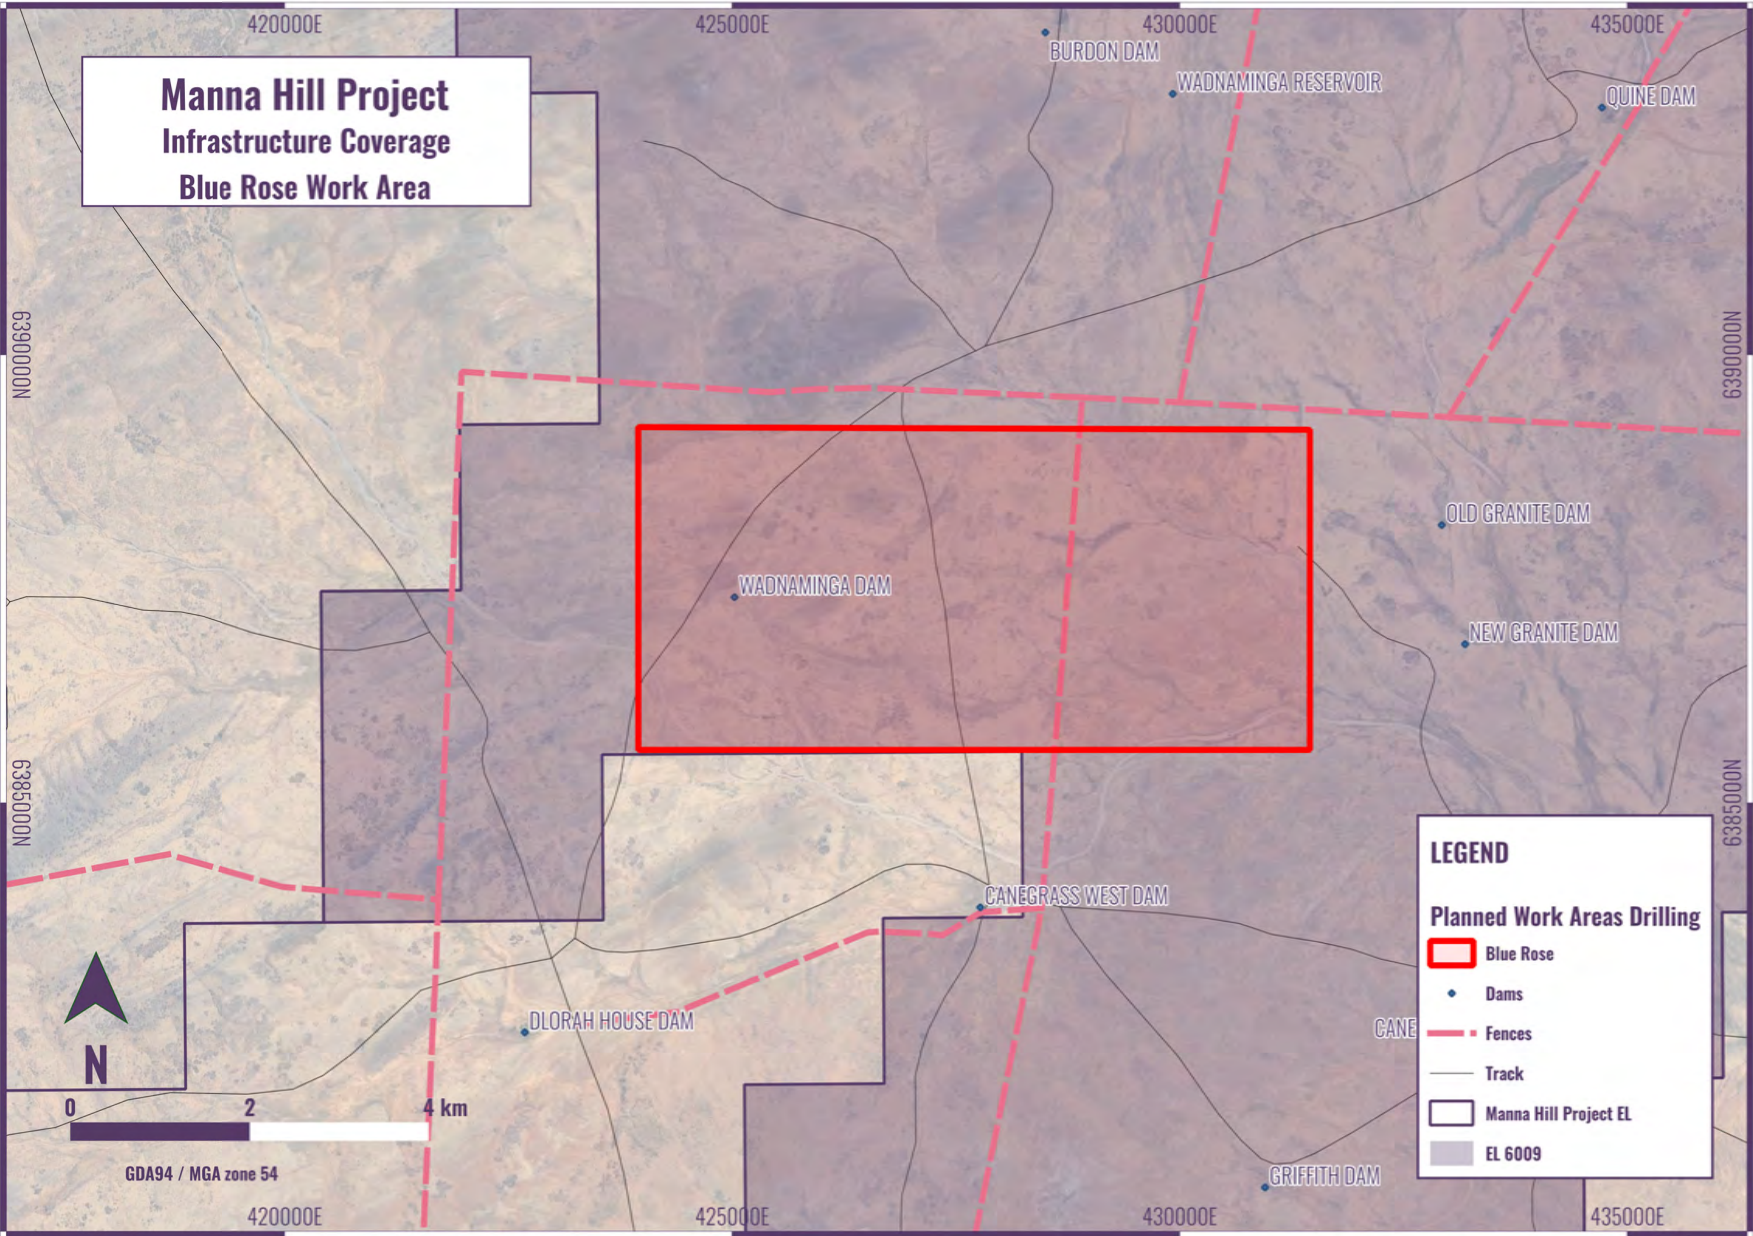 420000E
425000E
430000E
435000E
Manna Hill Project
Infrastructure Coverage
Blue Rose Work Area
BURDON DAM
WADNAMINGA RESERVOIR
QUINE DAM
6390000N
6390000N
OLD GRANITE DAM
WADNAMINGA DAM
NEW GRANITE DAM
6385000N
6385000N
CANEGRASS WEST DAM
DLORAH HOUSE DAM
CANE
GRIFFITH DAM
LEGEND
Planned Work Areas Drilling
Blue Rose
Dams
Fences
Track
Manna Hill Project EL
EL 6009
N
0 2 4 km
GDA94 / MGA zone 54
420000E
425000E
430000E
435000E